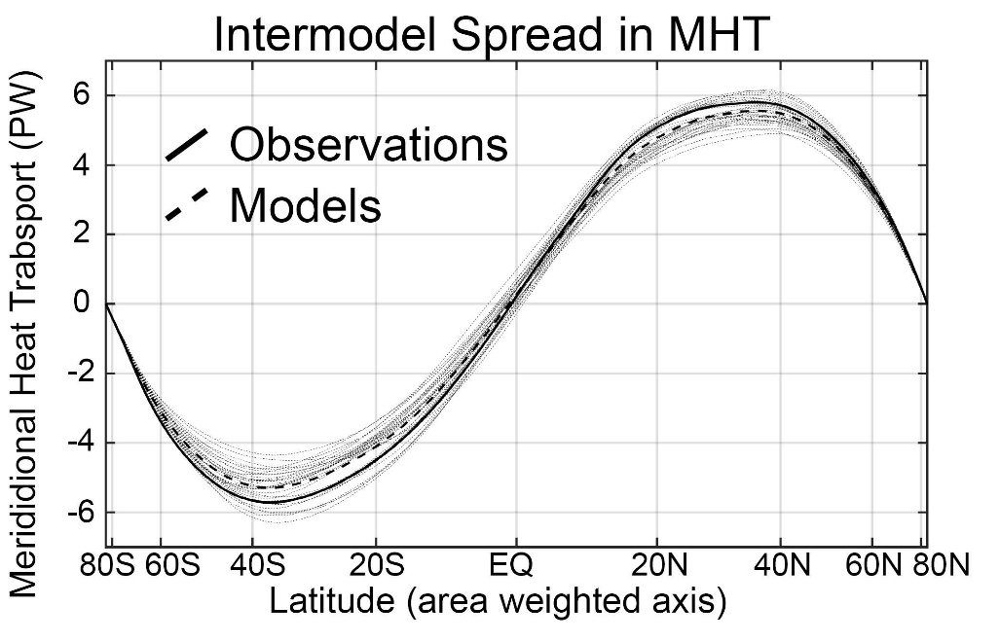 Intermodel Spread in MHT
Merididional Heat Trabsport (PW)
6
4
2
0
-2
-4
-6
Observations
Models
80S 60S 40S 20S EQ 20N 40N 60N 80N
Latitude (area weighted axis)